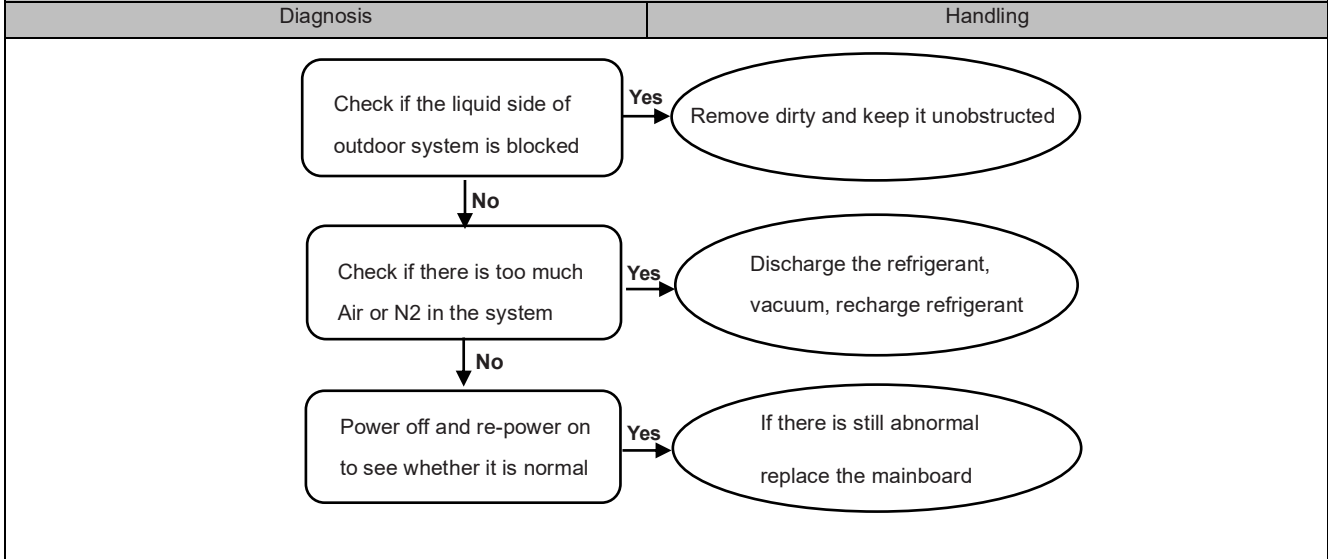 Diagnosis
Handling
Check if the liquid side of
outdoor system is blocked
Yes
Remove dirty and keep it unobstructed
No
Check if there is too much
Air or N2 in the system
Yes
Discharge the refrigerant,
vacuum, recharge refrigerant
No
Power off and re-power on
to see whether it is normal
Yes
If there is still abnormal
replace the mainboard